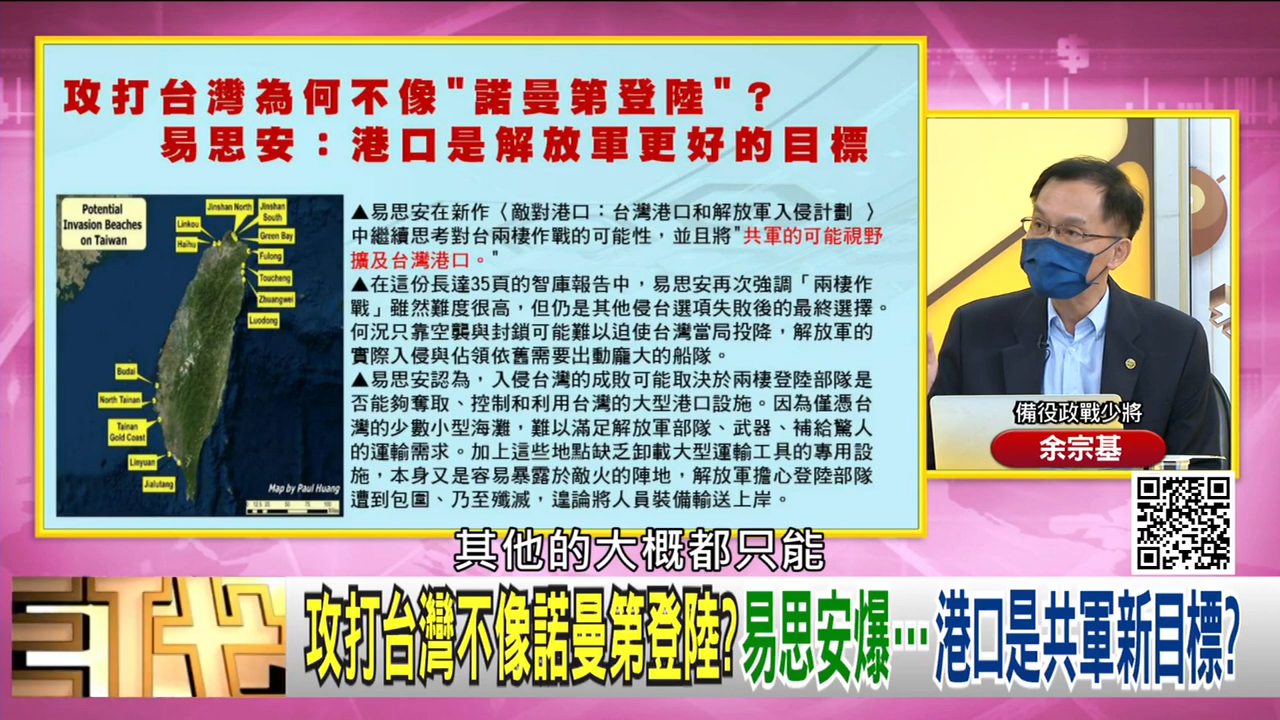 攻打台灣為何不像"諾曼第登陸"？
易思安：港口是解放軍更好的目標
Potential
Invasion Beaches
on Taiwan
Jinshan North
Jinshan
South
Linkou
Haihu
Green Bay
Fulong
Toucheng
Zhuangwei
Luodong
Budai
North Tainan
Tainan
Gold Coast
Linyuan
Jialutang
Map by Paul Huang
▲易思安在新作〈敵對港口：台灣港口和解放軍入侵計劃 〉
中繼續思考對台兩棲作戰的可能性，並且將"共軍的可能視野
擴及台灣港口。"
▲在這份長達35頁的智庫報告中，易思安再次強調「兩棲作
戰」雖然難度很高，但仍是其他侵台選項失敗後的最終選擇。
何況只靠空襲與封鎖可能難以迫使台灣當局投降，解放軍的
實際入侵與佔領依舊需要出動龐大的船隊。
▲易思安認為，入侵台灣的成敗可能取決於兩棲登陸部隊是
否能夠奪取、控制和利用台灣的大型港口設施。因為僅憑台
灣的少數小型海灘，難以滿足解放軍部隊、武器、補給驚人
的運輸需求。加上這些地點缺乏卸載大型運輸工具的專用設
施，本身又是容易暴露於敵火的陣地，解放軍擔心登陸部隊
遭到包圍、乃至殲滅，遑論將人員裝備輸送上岸。
備役政戰少將
余宗基
其他的大概都只能
攻打台灣不像諾曼第登陸?易思安爆…港口是共軍新目標?